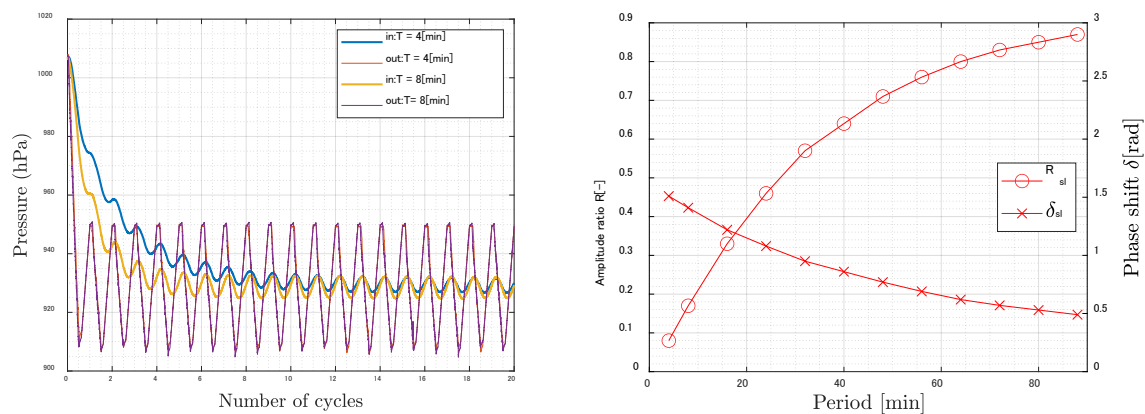 1020
1000
980
960
940
920
900
Pressure (hPa)
0 2 4 6 8 10 12 14 16 18 20
Number of cycles
in:T = 4[min]
out:T = 4[min]
in:T = 8[min]
out:T= 8[min]
0.9
0.8
0.7
0.6
0.5
0.4
0.3
0.2
0.1
0
Amplitude ratio R[-]
0 20 40 60 80
Period [min]
R sl
δsl
3
2.5
2
1.5
1
0.5
0
Phase shift δ[rad]